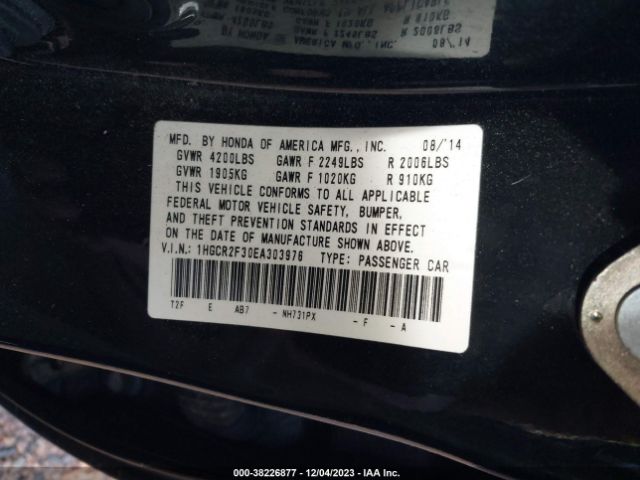 MFD. BY HONDA OF AMERICA MFG., INC. 08/'14
GVWR 4200LBS GAWR F 2249LBS R 2006LBS
GVWR 1905KG GAWR F 1020KG R 910KG
THIS VEHICLE CONFORMS TO ALL APPLICABLE
FEDERAL MOTOR VEHICLE SAFETY, BUMPER,
AND THEFT PREVENTION STANDARDS IN EFFECT
ON THE DATE OF MANUFACTURE SHOWN ABOVE.
V.I.N.: 1HGCR2F30EA303976 TYPE: PASSENGER CAR
T2F E AB7 - NH731PX - F - A
000-38226877 - 12/04/2023 - IAA Inc.